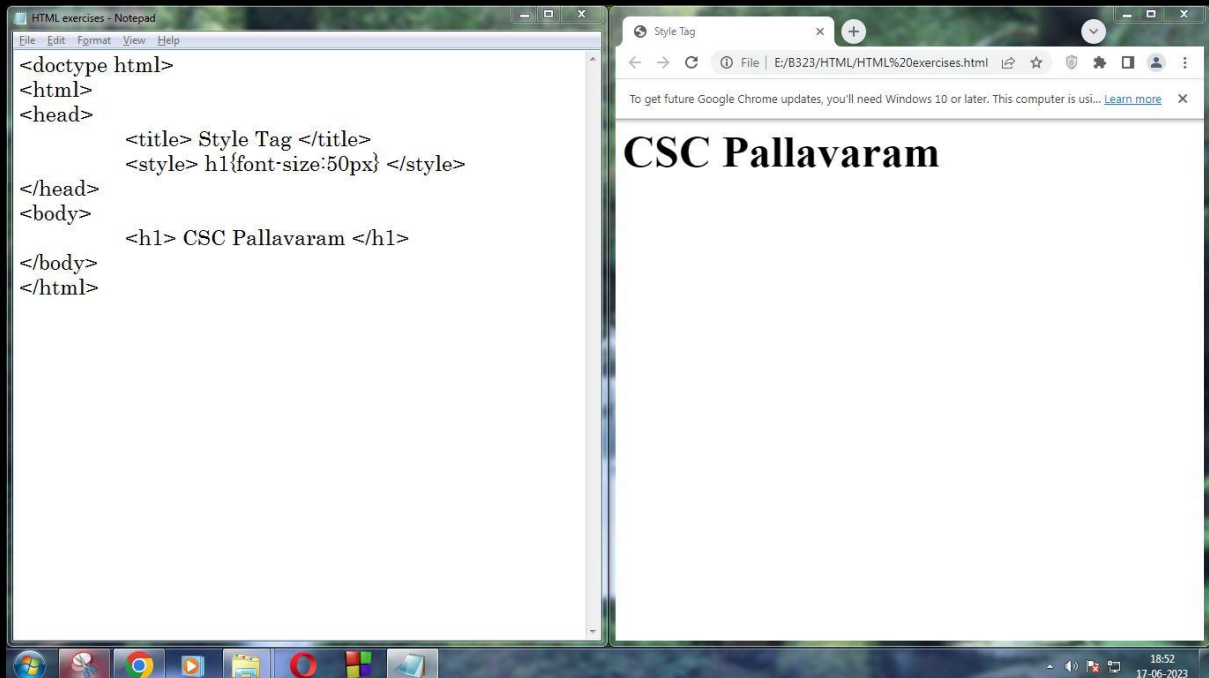 HTML exercises - Notepad
File Edit Format View Help
<doctype html>
<html>
<head>
<title> Style Tag </title>
<style> h1{font-size:50px} </style>
</head>
<body>
<h1> CSC Pallavaram </h1>
</body>
</html>
Style Tag
File E:/B323/HTML/HTML%20exercises.html
To get future Google Chrome updates, you'll need Windows 10 or later. This computer is usi... Learn more
CSC Pallavaram
18:52
17-06-2023